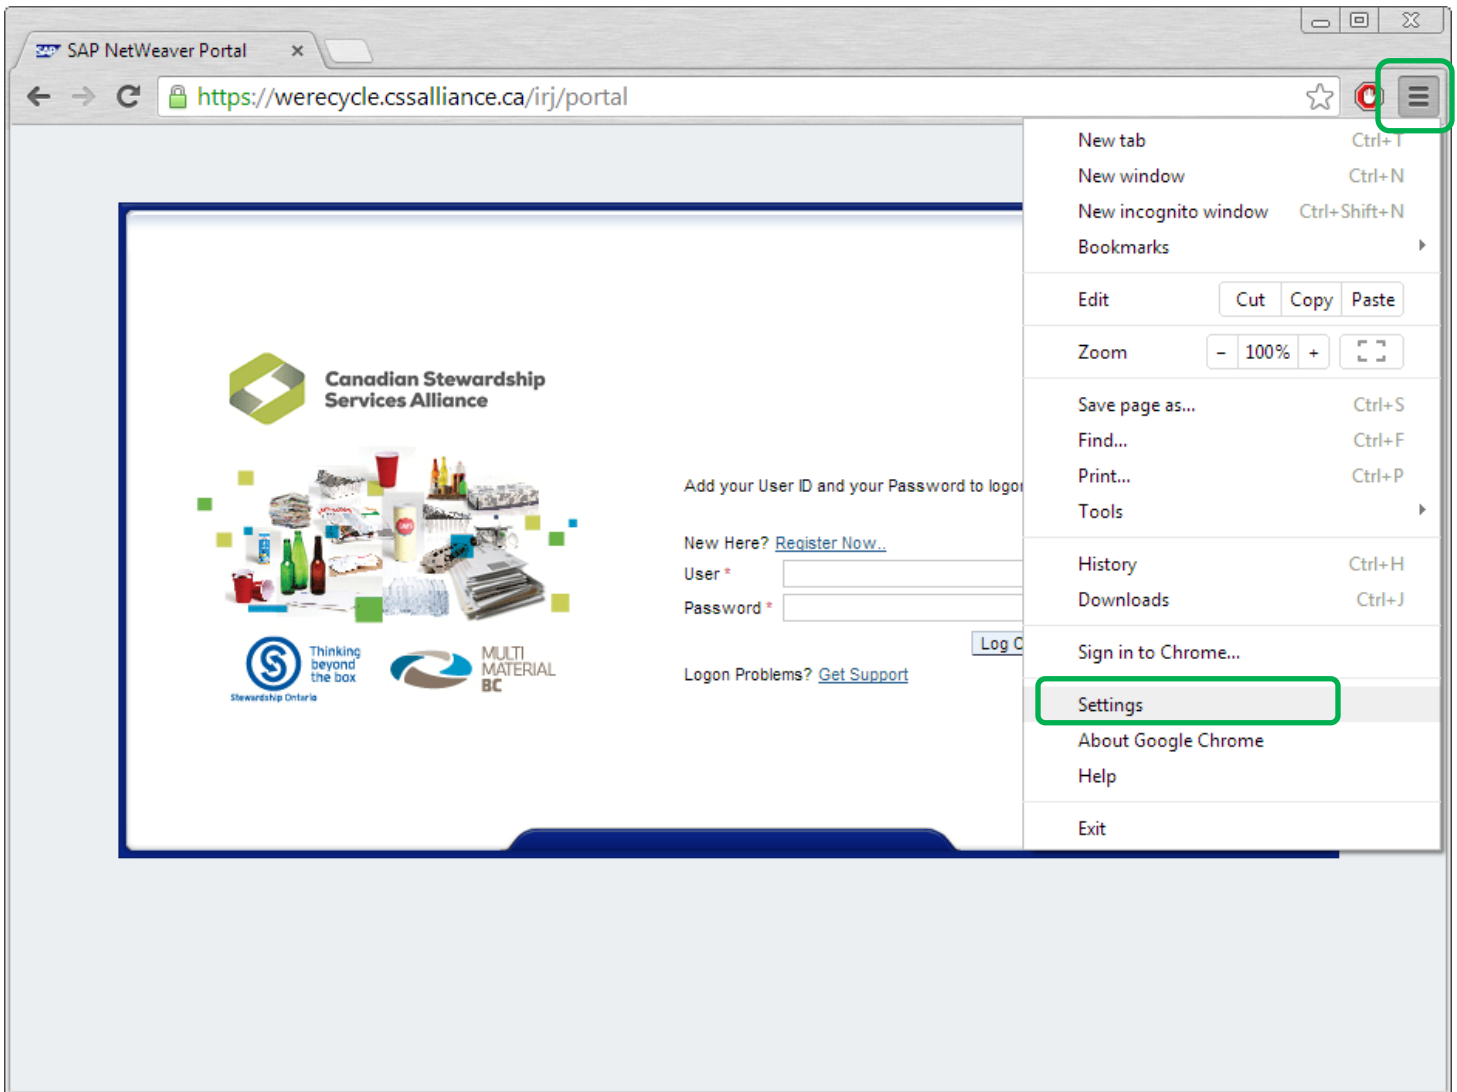 SAP SAP NetWeaver Portal
https://werecycle.cssalliance.ca/irj/portal
New tab Ctrl+T
New window Ctrl+N
New incognito window Ctrl+Shift+N
Bookmarks
Edit Cut Copy Paste
Zoom - 100% +
Save page as... Ctrl+S
Find... Ctrl+F
Print... Ctrl+P
Tools
History Ctrl+H
Downloads Ctrl+J
Sign in to Chrome...
Settings
About Google Chrome
Help
Exit
Canadian Stewardship
Services Alliance
Thinking
beyond
the box
Stewardship Ontario
MULTI
MATERIAL
BC
Add your User ID and your Password to logon
New Here? Register Now..
User *
Password *
Log O
Logon Problems? Get Support